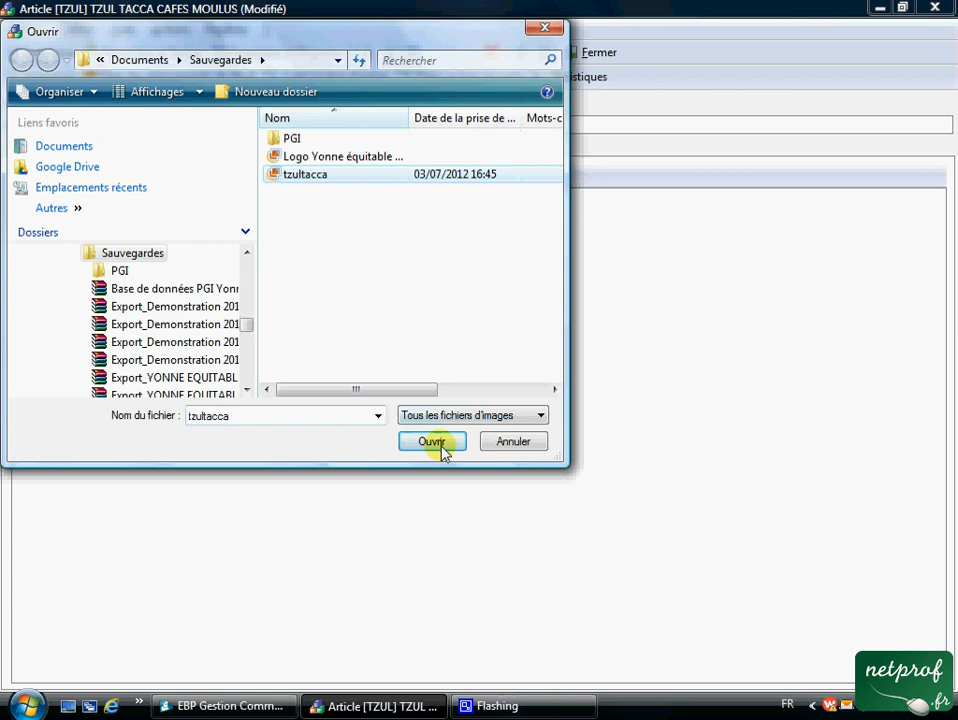 Article [TZUL] TZUL TACCA CAFES MOULUS (Modifié)
Ouvrir
Fermer
« Documents Sauvegardes
Rechercher
istiques
Organiser Affichages Nouveau dossier
Liens favoris
Documents
Google Drive
Emplacements récents
Autres »
Dossiers
Sauvegardes
PGI
Base de données PGI Yonn
Export_Demonstration 201
Export_Demonstration 201
Export_Demonstration 201
Export_Demonstration 201
Export_YONNE EQUITABL
Export_YONNE EQUITABL
Nom Date de la prise de ... Mots-c
PGI
Logo Yonne équitable ...
tzultacca 03/07/2012 16:45
Nom du fichier : tzultacca Tous les fichiers d'images
Ouvrir Annuler
netprof
.fr
» EBP Gestion Comm... Article [TZUL] TZUL ... Flashing FR <